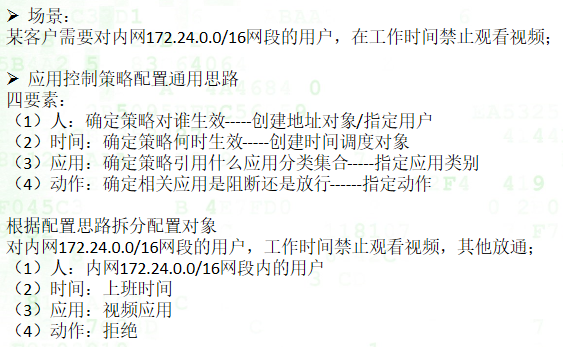 ➢ 场景：
某客户需要对内网172.24.0.0/16网段的用户，在工作时间禁止观看视频；
➢ 应用控制策略配置通用思路
四要素：
（1）人：确定策略对谁生效-----创建地址对象/指定用户
（2）时间：确定策略何时生效-----创建时间调度对象
（3）应用：确定策略引用什么应用分类集合-----指定应用类别
（4）动作：确定相关应用是阻断还是放行------指定动作
根据配置思路拆分配置对象
对内网172.24.0.0/16网段的用户，工作时间禁止观看视频，其他放通；
（1）人：内网172.24.0.0/16网段内的用户
（2）时间：上班时间
（3）应用：视频应用
（4）动作：拒绝